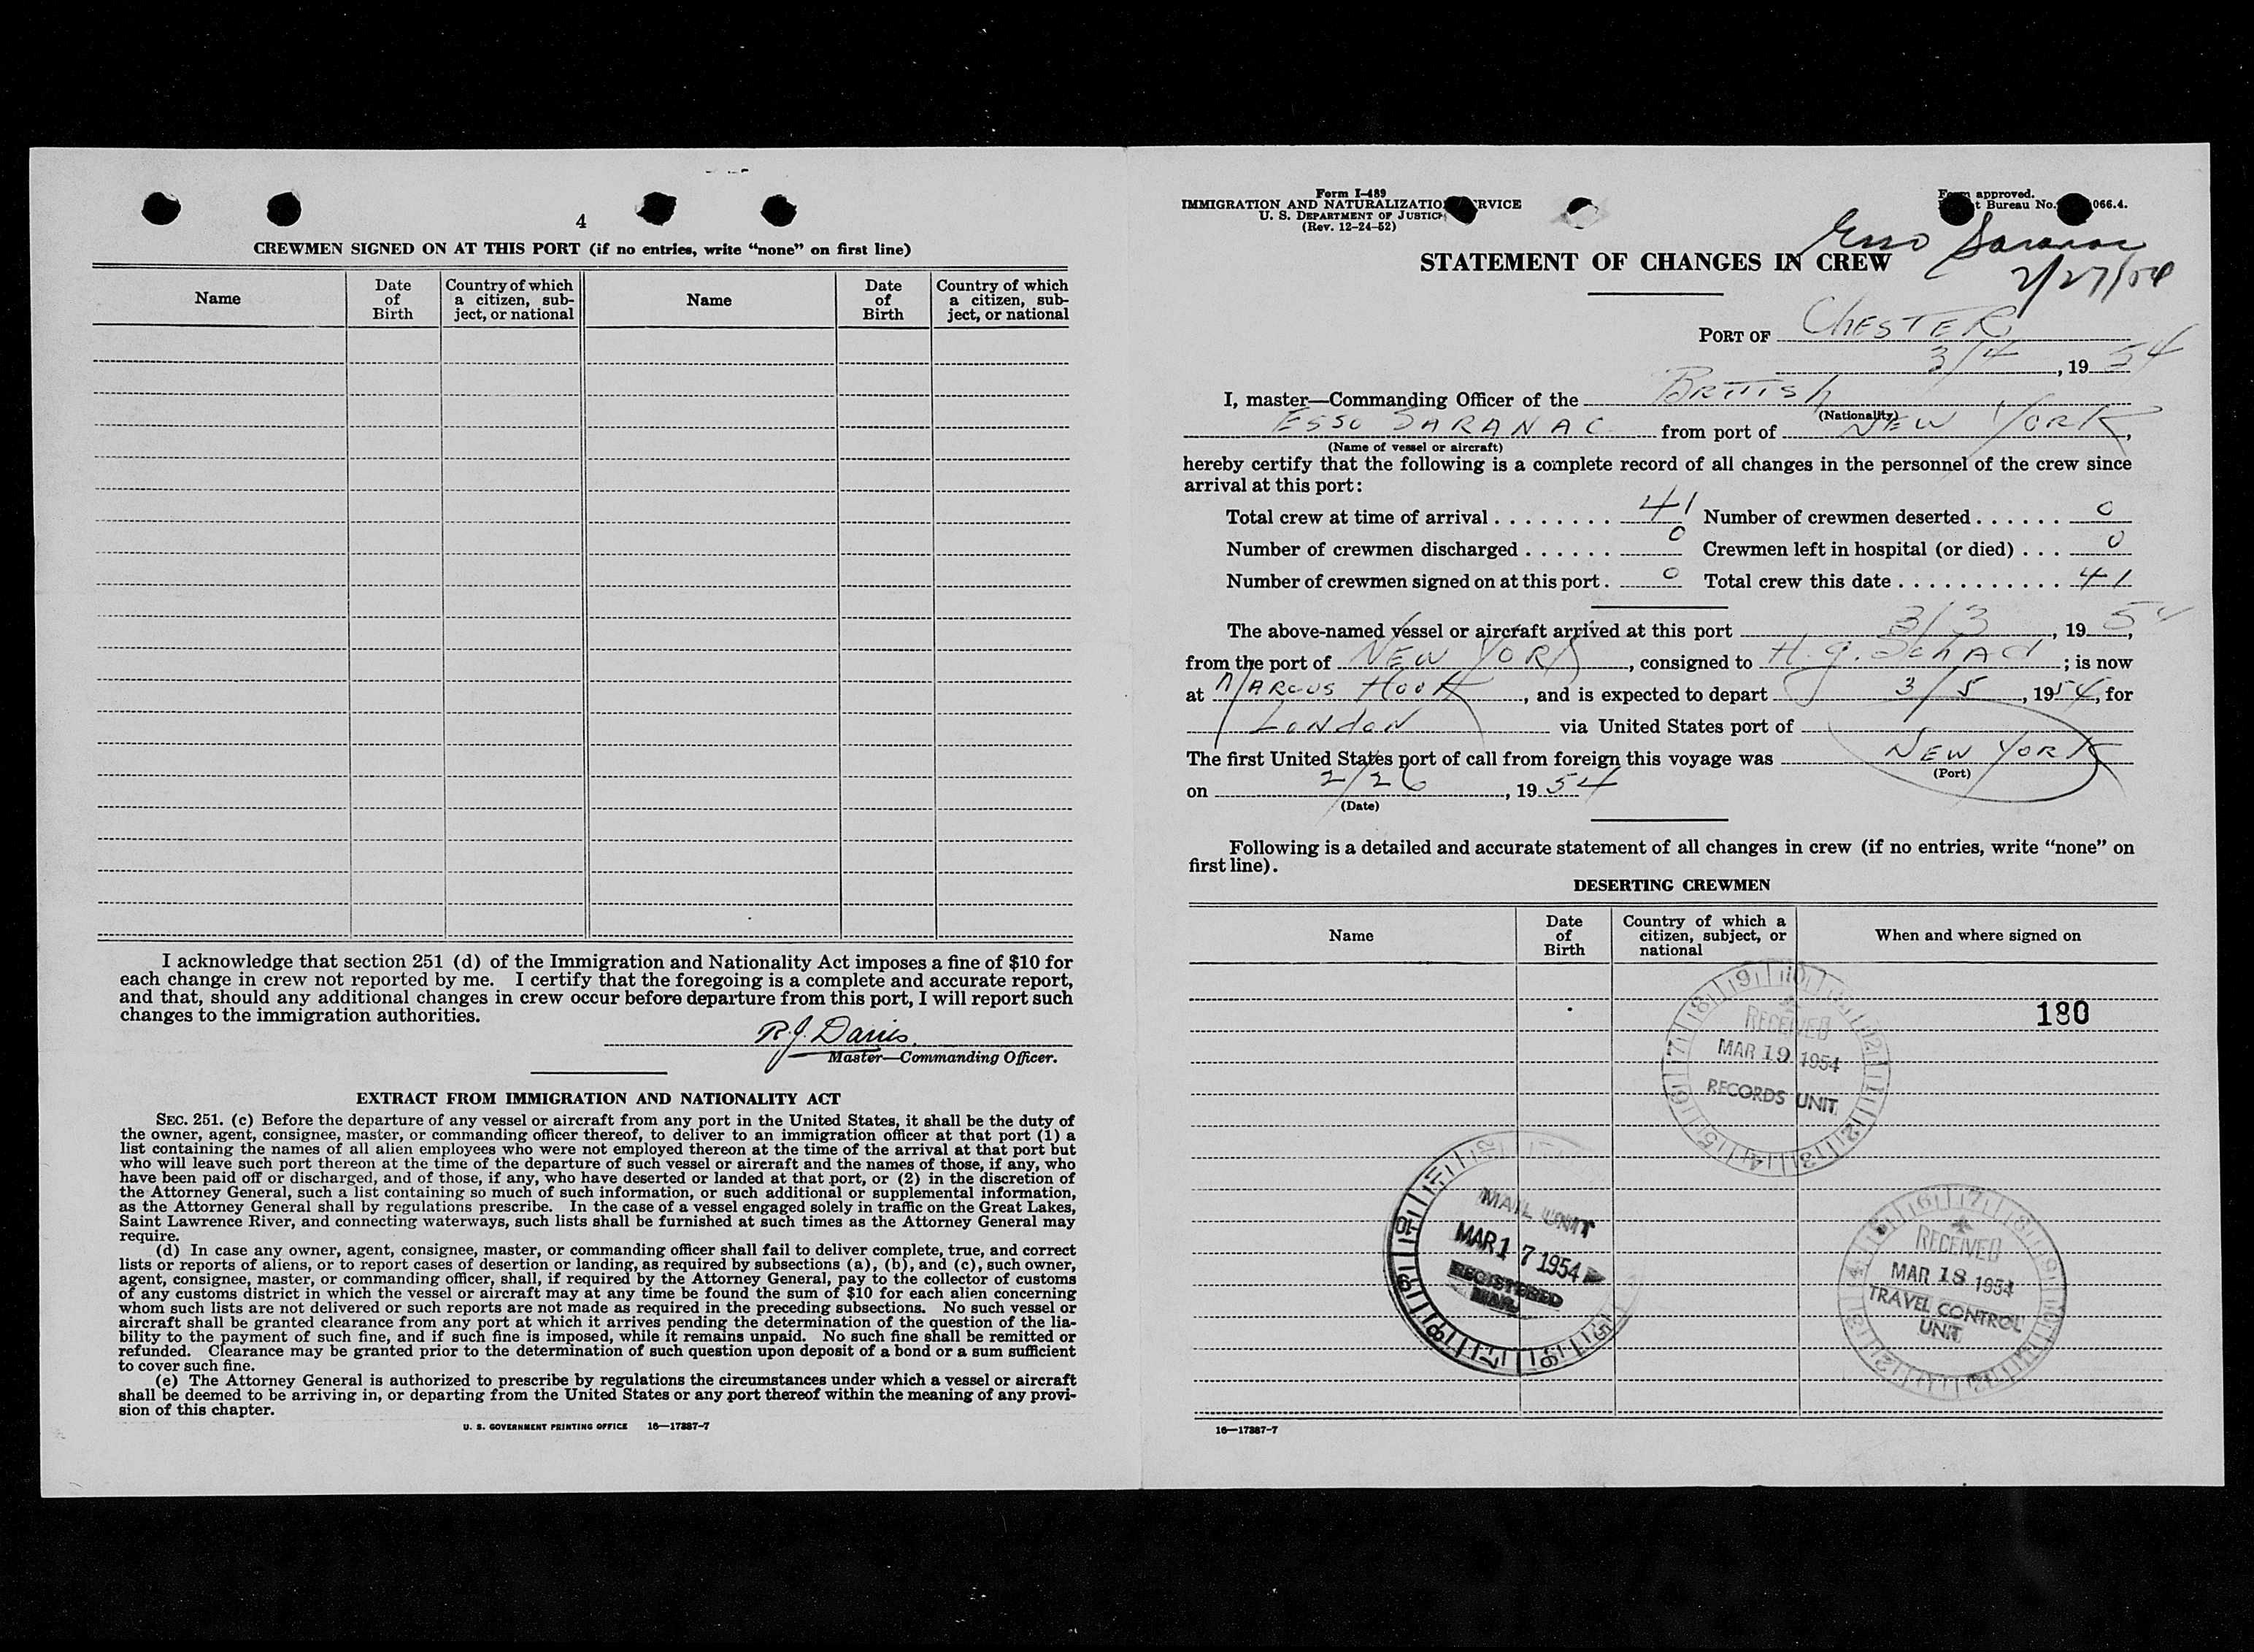 4
CREWMEN SIGNED ON AT THIS PORT (if no entries, write “none” on first line)
Name
Date of Birth
Country of which a citizen, sub-ject, or national
Name
Date of Birth
Country of which a citizen, sub-ject, or national
I acknowledge that section 251 (d) of the Immigration and Nationality Act imposes a fine of $10 for
each change in crew not reported by me. I certify that the foregoing is a complete and accurate report,
and that, should any additional changes in crew occur before departure from this port, I will report such
changes to the immigration authorities.
R.J. Davies.
Master—Commanding Officer.
EXTRACT FROM IMMIGRATION AND NATIONALITY ACT
SEC. 251. (c) Before the departure of any vessel or aircraft from any port in the United States, it shall be the duty of
the owner, agent, consignee, master, or commanding officer thereof, to deliver to an immigration officer at that port (1) a
list containing the names of all alien employees who were not employed thereon at the time of the arrival at that port but
who will leave such port thereon at the time of the departure of such vessel or aircraft and the names of those, if any, who
have been paid off or discharged, and of those, if any, who have deserted or landed at that port, or (2) in the discretion of
the Attorney General, such a list containing so much of such information, or such additional or supplemental information,
as the Attorney General shall by regulations prescribe. In the case of a vessel engaged solely in traffic on the Great Lakes,
Saint Lawrence River, and connecting waterways, such lists shall be furnished at such times as the Attorney General may
require.
(d) In case any owner, agent, consignee, master, or commanding officer shall fail to deliver complete, true, and correct
lists or reports of aliens, or to report cases of desertion or landing, as required by subsections (a), (b), and (c), such owner,
agent, consignee, master, or commanding officer, shall, if required by the Attorney General, pay to the collector of customs
of any customs district in which the vessel or aircraft may at any time be found the sum of $10 for each alien concerning
whom such lists are not delivered or such reports are not made as required in the preceding subsections. No such vessel or
aircraft shall be granted clearance from any port at which it arrives pending the determination of the question of the lia-
bility to the payment of such fine, and if such fine is imposed, while it remains unpaid. No such fine shall be remitted or
refunded. Clearance may be granted prior to the determination of such question upon deposit of a bond or a sum sufficient
to cover such fine.
(e) The Attorney General is authorized to prescribe by regulations the circumstances under which a vessel or aircraft
shall be deemed to be arriving in, or departing from the United States or any port thereof within the meaning of any provi-
sion of this chapter.
U. S. GOVERNMENT PRINTING OFFICE 16—17387-7
Form I-489
IMMIGRATION AND NATURALIZATIO RVICE
U. S. DEPARTMENT OF JUSTIC
(Rev. 12-24-52)
approved.
t Bureau No. 066.4.
Esso Saranac
2/27/54
STATEMENT OF CHANGES IN CREW
PORT OF CHESTER
3/4, 19 54
I, master—Commanding Officer of the BRITISH
(Nationality)
ESSO SARANAC from port of NEW YORK,
(Name of vessel or aircraft)
hereby certify that the following is a complete record of all changes in the personnel of the crew since
arrival at this port:
Total crew at time of arrival 41 Number of crewmen deserted 0
Number of crewmen discharged 0 Crewmen left in hospital (or died) 0
Number of crewmen signed on at this port. 0 Total crew this date 41
The above-named vessel or aircraft arrived at this port 3/3, 19 54,
from the port of NEW YORK, consigned to H. G. Schad; is now
at MARCUS HOOK, and is expected to depart 3/5, 1954, for
LONDON via United States port of
The first United States port of call from foreign this voyage was NEW YORK
(Port)
on 2/26, 19 54
(Date)
Following is a detailed and accurate statement of all changes in crew (if no entries, write “none” on
first line).
DESERTING CREWMEN
Name
Date of Birth
Country of which a citizen, subject, or national
When and where signed on
180
RECEIVED
MAR 19 1954
RECORDS UNIT
MAIL UNIT
MAR 17 1954
REGISTERED
MAIL
RECEIVED
MAR 18 1954
TRAVEL CONTROL
UNIT
16—17387-7